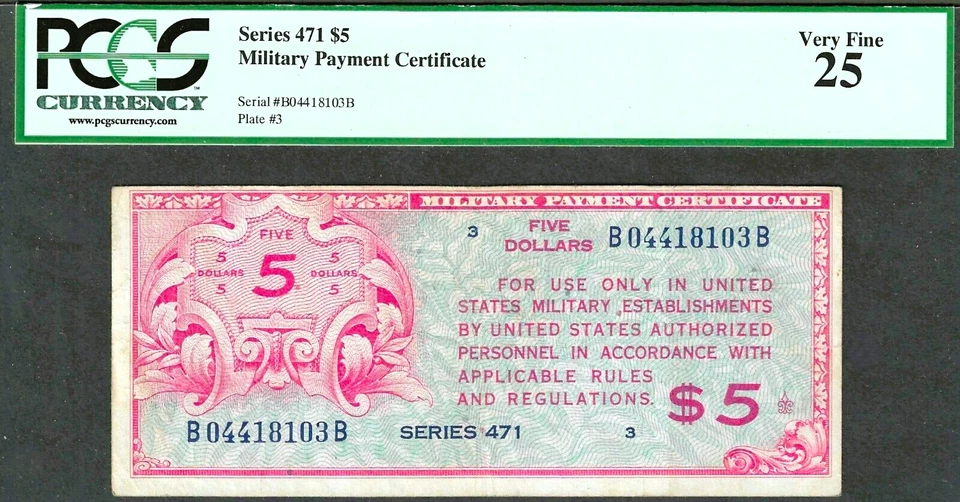 PCGS
CURRENCY
www.pcgscurrency.com
Series 471 $5
Military Payment Certificate
Serial #B04418103B
Plate #3
Very Fine
25
MILITARY PAYMENT CERTIFICATE
FIVE
5 5
DOLLARS 5 DOLLARS
5 5
3 FIVE DOLLARS B04418103B
FOR USE ONLY IN UNITED
STATES MILITARY ESTABLISHMENTS
BY UNITED STATES AUTHORIZED
PERSONNEL IN ACCORDANCE WITH
APPLICABLE RULES
AND REGULATIONS. $5
B04418103B SERIES 471 3